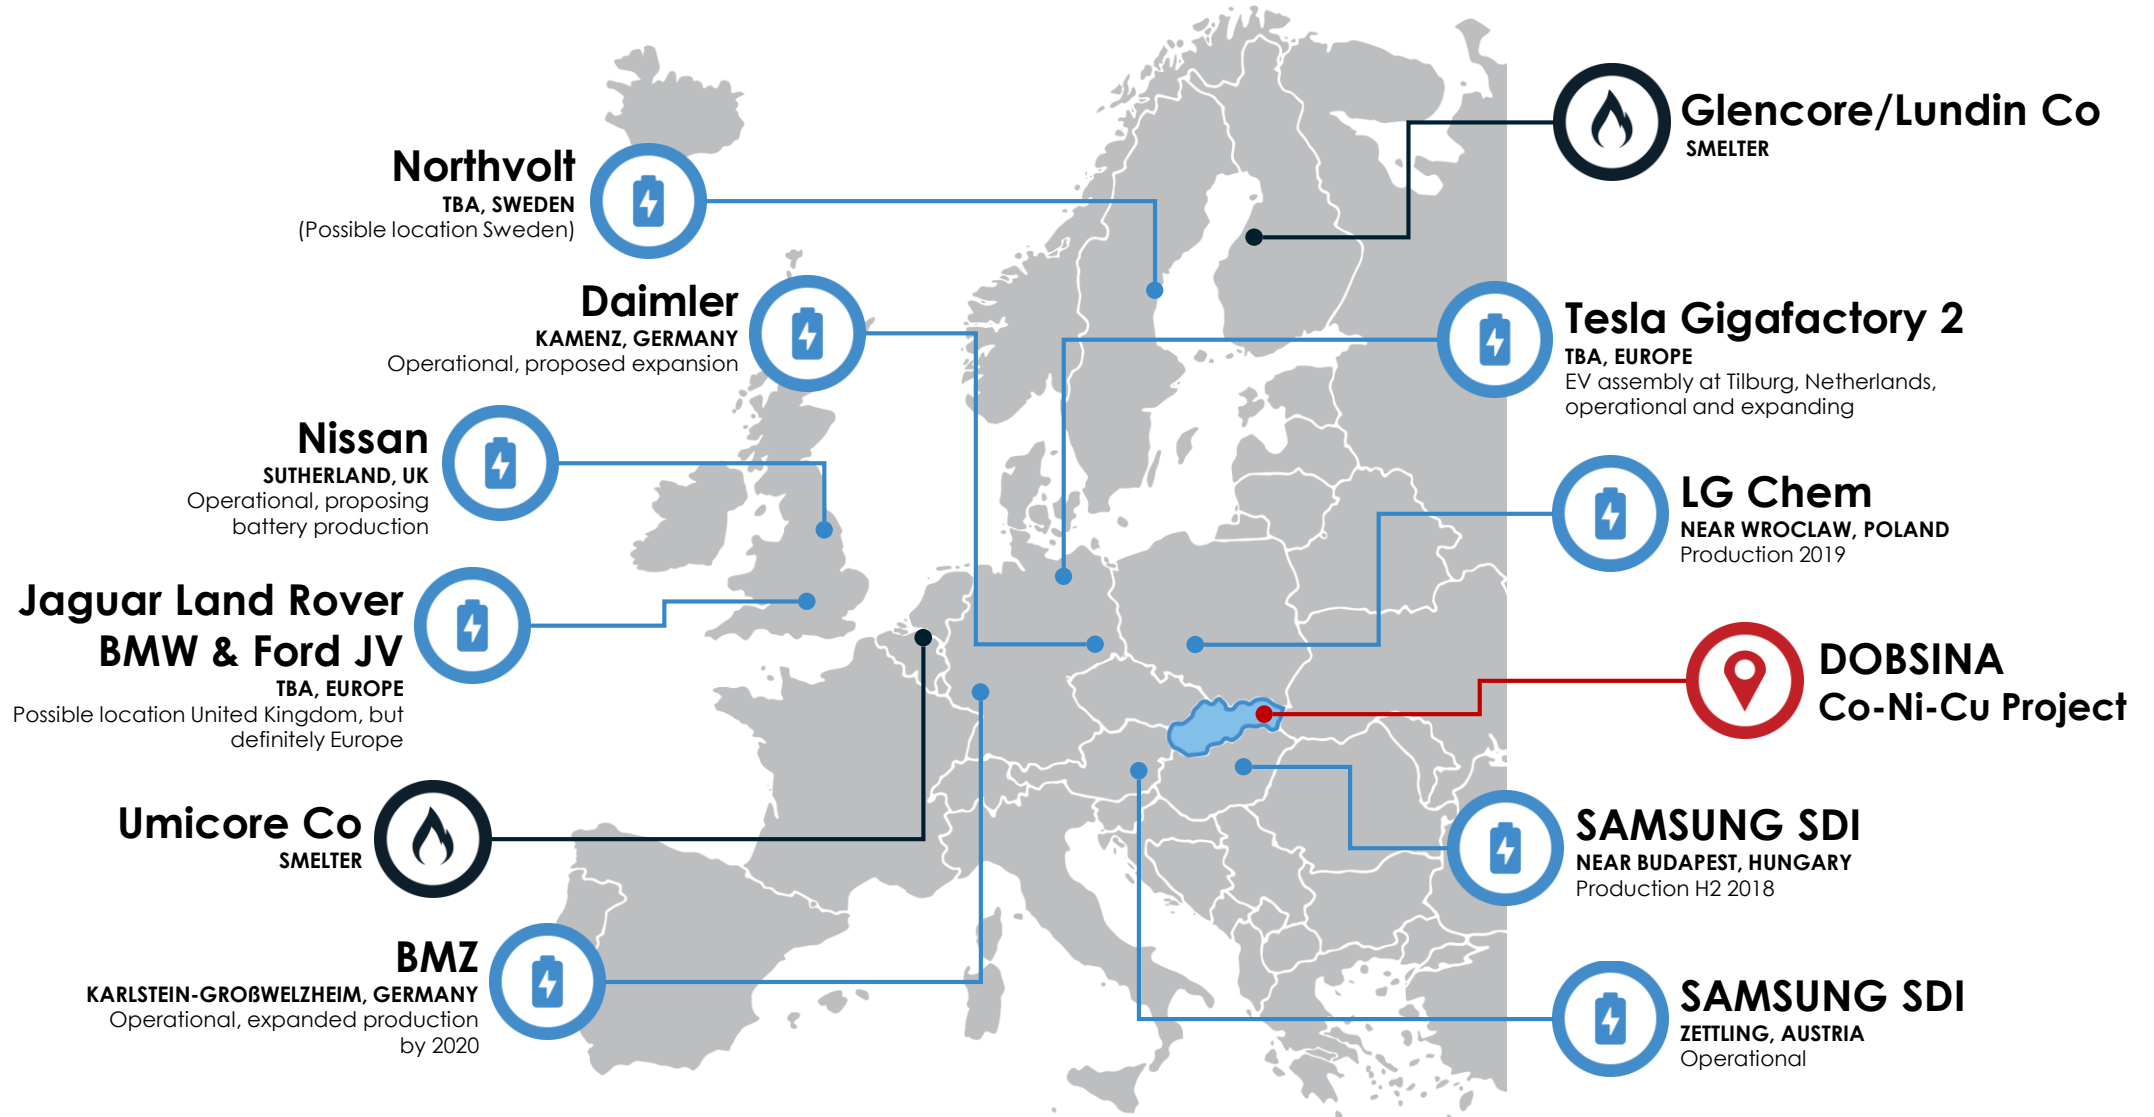 Northvolt
TBA, SWEDEN
(Possible location Sweden)
Daimler
KAMENZ, GERMANY
Operational, proposed expansion
Nissan
SUTHERLAND, UK
Operational, proposing
battery production
Jaguar Land Rover
BMW & Ford JV
TBA, EUROPE
Possible location United Kingdom, but
definitely Europe
Umicore Co
SMELTER
BMZ
KARLSTEIN-GROßWELZHEIM, GERMANY
Operational, expanded production
by 2020
Glencore/Lundin Co
SMELTER
Tesla Gigafactory 2
TBA, EUROPE
EV assembly at Tilburg, Netherlands,
operational and expanding
LG Chem
NEAR WROCLAW, POLAND
Production 2019
DOBSINA
Co-Ni-Cu Project
SAMSUNG SDI
NEAR BUDAPEST, HUNGARY
Production H2 2018
SAMSUNG SDI
ZETTLING, AUSTRIA
Operational